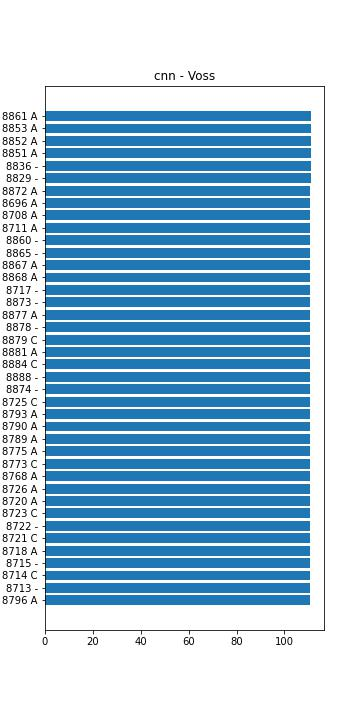 cnn - Voss
8861 A
8853 A
8852 A
8851 A
8836 -
8829 -
8872 A
8696 A
8708 A
8711 A
8860 -
8865 -
8867 A
8868 A
8717 -
8873 -
8877 A
8878 -
8879 C
8881 A
8884 C
8888 -
8874 -
8725 C
8793 A
8790 A
8789 A
8775 A
8773 C
8768 A
8726 A
8720 A
8723 C
8722 -
8721 C
8718 A
8715 -
8714 C
8713 -
8796 A
0 20 40 60 80 100